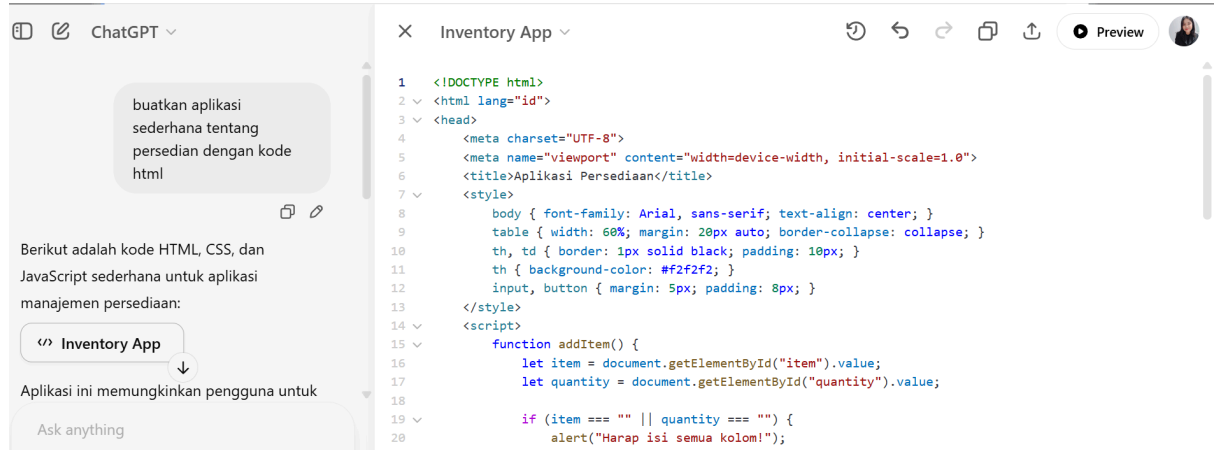 ChatGPT
buatkan aplikasi
sederhana tentang
persedian dengan kode
html
Berikut adalah kode HTML, CSS, dan
JavaScript sederhana untuk aplikasi
manajemen persediaan:
Inventory App
Aplikasi ini memungkinkan pengguna untuk
Ask anything
Inventory App
Preview
1 <!DOCTYPE html>
2 <html lang="id">
3 <head>
4 <meta charset="UTF-8">
5 <meta name="viewport" content="width=device-width, initial-scale=1.0">
6 <title>Aplikasi Persediaan</title>
7 <style>
8 body { font-family: Arial, sans-serif; text-align: center; }
9 table { width: 60%; margin: 20px auto; border-collapse: collapse; }
10 th, td { border: 1px solid black; padding: 10px; }
11 th { background-color: #f2f2f2; }
12 input, button { margin: 5px; padding: 8px; }
13 </style>
14 <script>
15 function addItem() {
16 let item = document.getElementById("item").value;
17 let quantity = document.getElementById("quantity").value;
18
19 if (item === "" || quantity === "") {
20 alert("Harap isi semua kolom!");